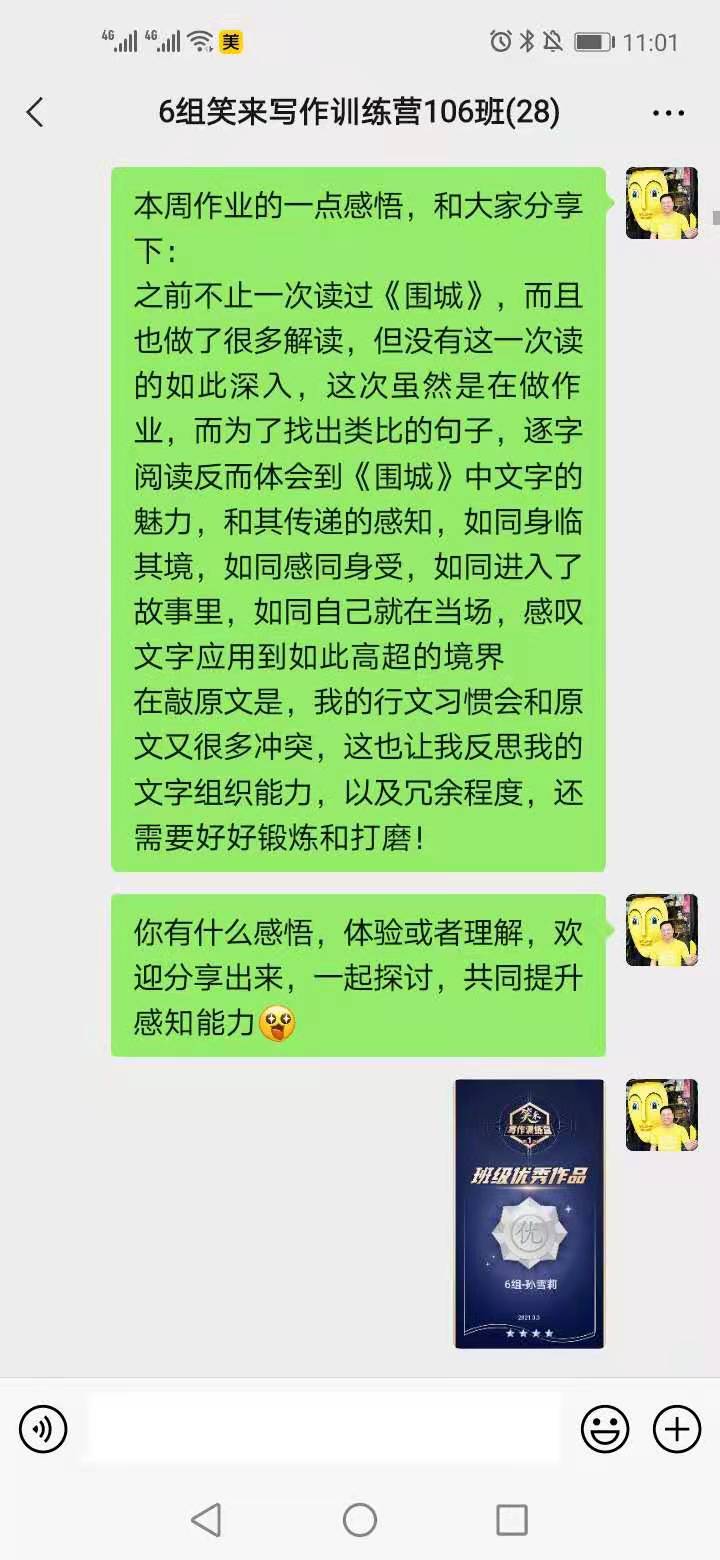 4G 4G 美 11:01
6组笑来写作训练营106班(28)
本周作业的一点感悟，和大家分享
下：
之前不止一次读过《围城》，而且
也做了很多解读，但没有这一次读
的如此深入，这次虽然是在做作
业，而为了找出类比的句子，逐字
阅读反而体会到《围城》中文字的
魅力，和其传递的感知，如同身临
其境，如同感同身受，如同进入了
故事里，如同自己就在当场，感叹
文字应用到如此高超的境界
在敲原文是，我的行文习惯会和原
文又很多冲突，这也让我反思我的
文字组织能力，以及冗余程度，还
需要好好锻炼和打磨！
你有什么感悟，体验或者理解，欢
迎分享出来，一起探讨，共同提升
感知能力
笑来
写作训练营
1
班级优秀作品
优
6组-孙雪莉
2021.3.3